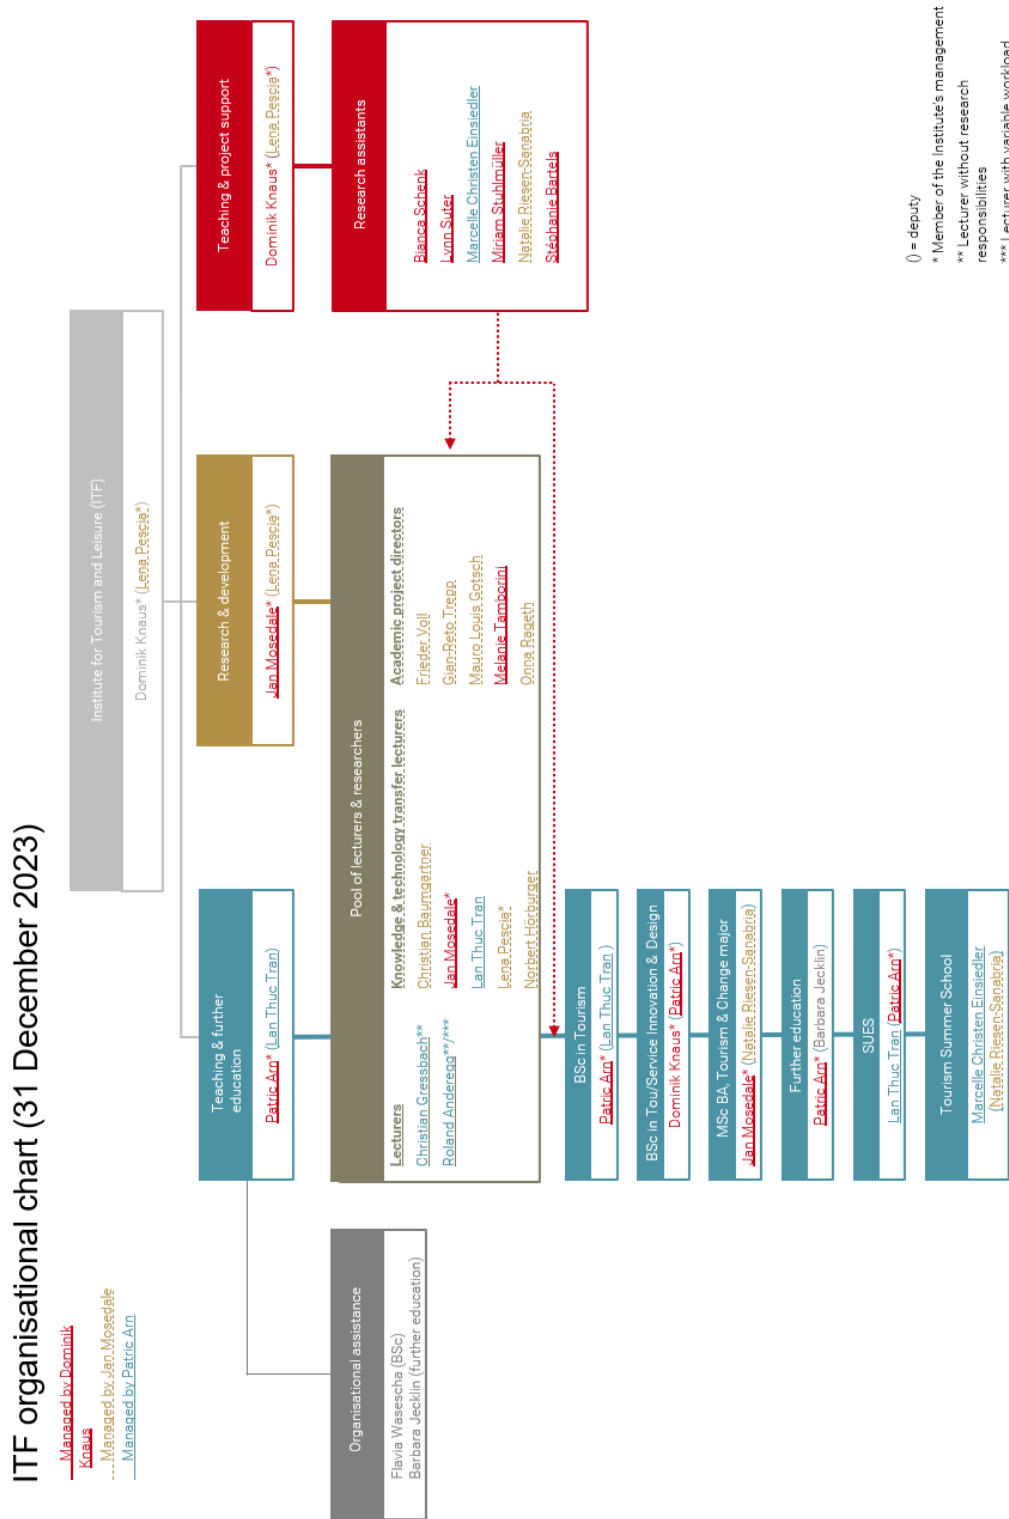 ITF organisational chart (31 December 2023)
Managed by Dominik
Knaus
Managed by Jan Mosedale
Managed by Patric Arn
Institute for Tourism and Leisure (ITF)
Dominik Knaus* (Lena Pescia*)
Teaching & further
education
Patric Arn* (Lan Thuc Tran)
Research & development
Jan Mosedale* (Lena Pescia*)
Teaching & project support
Dominik Knaus* (Lena Pescia*)
Organisational assistance
Flavia Wasescha (BSc)
Barbara Jecklin (further education)
Pool of lecturers & researchers
Lecturers
Christian Gressbach**
Roland Anderegg**/***
Knowledge & technology transfer lecturers
Christian Baumgartner
Jan Mosedale*
Lan Thuc Tran
Lena Pescia*
Norbert Hörburger
Academic project directors
Frieder Voll
Gian-Reto Trepp
Mauro Louis Gotsch
Melanie Tamborini
Onna Rageth
Research assistants
Bianca Schenk
Lynn Suter
Marcelle Christen Einsiedler
Miriam Stuhlmüller
Natalie Riesen-Sanabria
Stéphanie Bartels
BSc in Tourism
Patric Arn* (Lan Thuc Tran )
BSc in Tou/Service Innovation & Design
Dominik Knaus* (Patric Arn*)
MSc BA, Tourism & Change major
Jan Mosedale* (Natalie Riesen-Sanabria)
Further education
Patric Arn* (Barbara Jecklin)
SUES
Lan Thuc Tran (Patric Arn*)
Tourism Summer School
Marcelle Christen Einsiedler
(Natalie Riesen-Sanabria)
() = deputy
* Member of the Institute's management
** Lecturer without research
responsibilities
*** Lecturer with variable workload